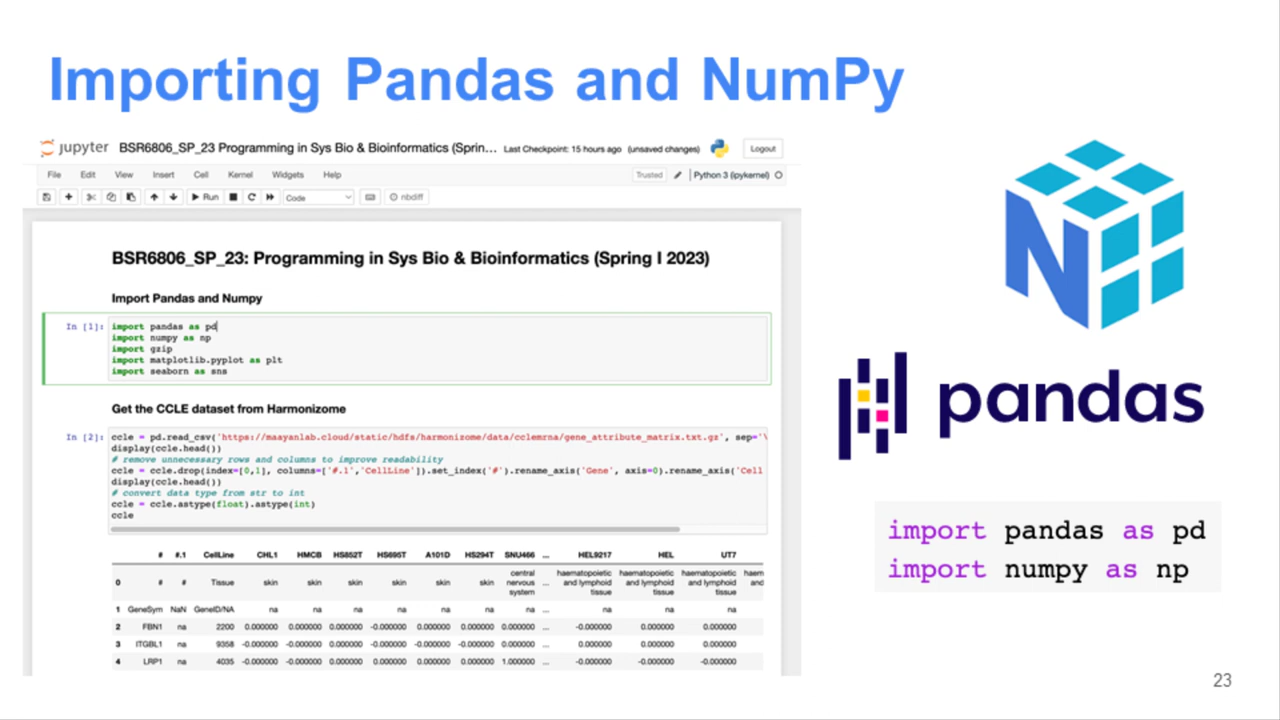 Importing Pandas and NumPy
jupyter BSR6806_SP_23 Programming in Sys Bio & Bioinformatics (Sprin... Last Checkpoint: 15 hours ago (unsaved changes) Logout
File Edit View Insert Cell Kernel Widgets Help Trusted Python 3 (ipykernel)
Run Code nbdiff
BSR6806_SP_23: Programming in Sys Bio & Bioinformatics (Spring I 2023)
Import Pandas and Numpy
In [1]: import pandas as pd
import numpy as np
import gzip
import matplotlib.pyplot as plt
import seaborn as sns
Get the CCLE dataset from Harmonizome
In [2]: ccle = pd.read_csv('https://maayanlab.cloud/static/hdfs/harmonizome/data/cclemrna/gene_attribute_matrix.txt.gz', sep='\
display(ccle.head())
# remove unnecessary rows and columns to improve readability
ccle = ccle.drop(index=[0,1], columns=['#.1','CellLine']).set_index('#').rename_axis('Gene', axis=0).rename_axis('Cell
display(ccle.head())
# convert data type from str to int
ccle = ccle.astype(float).astype(int)
ccle
# #.1 CellLine CHL1 HMCB HS852T HS695T A101D HS294T SNU466 ... HEL9217 HEL UT7
0 # # Tissue skin skin skin skin skin skin central nervous system ... haematopoietic and lymphoid tissue haematopoietic and lymphoid tissue haematopoietic and lymphoid tissue haem and
1 GeneSym NaN GeneID/NA na na na na na na na ... na na na
2 FBN1 na 2200 0.000000 0.000000 0.000000 -0.000000 0.000000 0.000000 0.000000 ... -0.000000 0.000000 0.000000
3 ITGBL1 na 9358 -0.000000 -0.000000 0.000000 -0.000000 -0.000000 -0.000000 0.000000 ... 0.000000 0.000000 0.000000
4 LRP1 na 4035 -0.000000 -0.000000 0.000000 0.000000 0.000000 0.000000 1.000000 ... -0.000000 -0.000000 -0.000000
N
pandas
import pandas as pd
import numpy as np
23